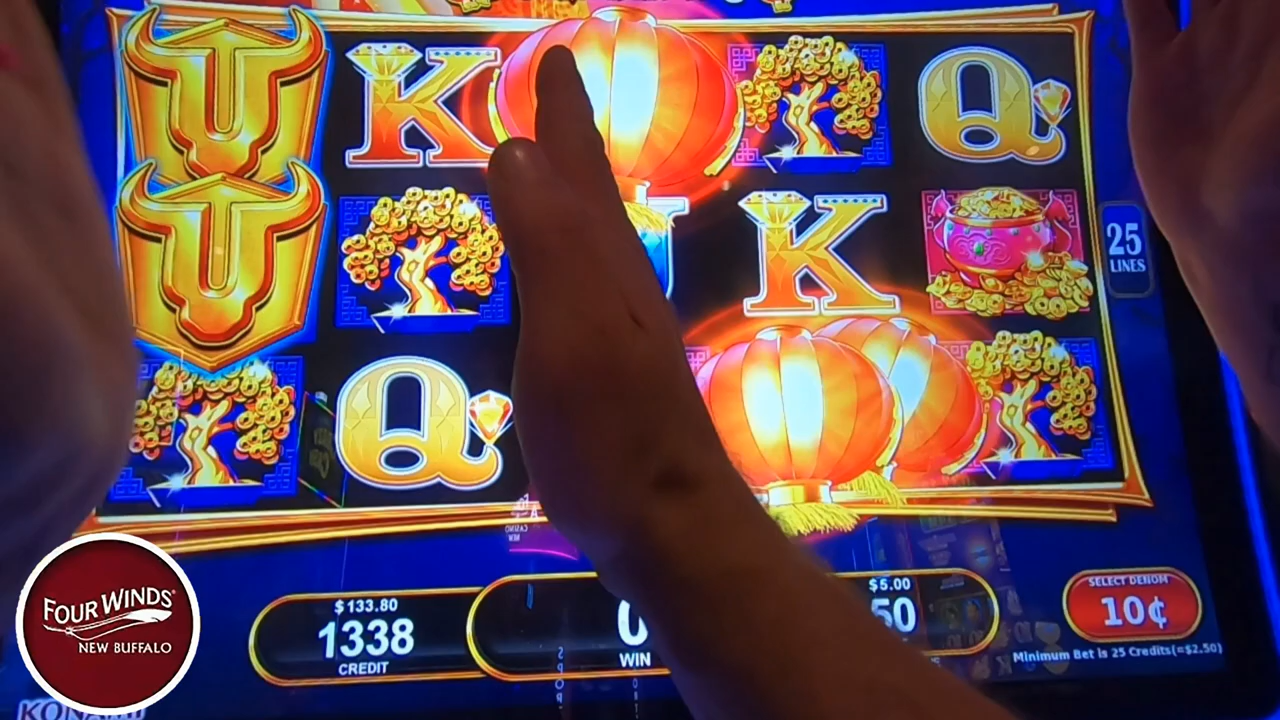 K
Q
K
25
LINES
Q
$133.80
1338
CREDIT
0
WIN
$5.00
50
SELECT DENOM
10¢
Minimum Bet is 25 Credits(=$2.50)
FOUR WINDS®
NEW BUFFALO
KONAMI